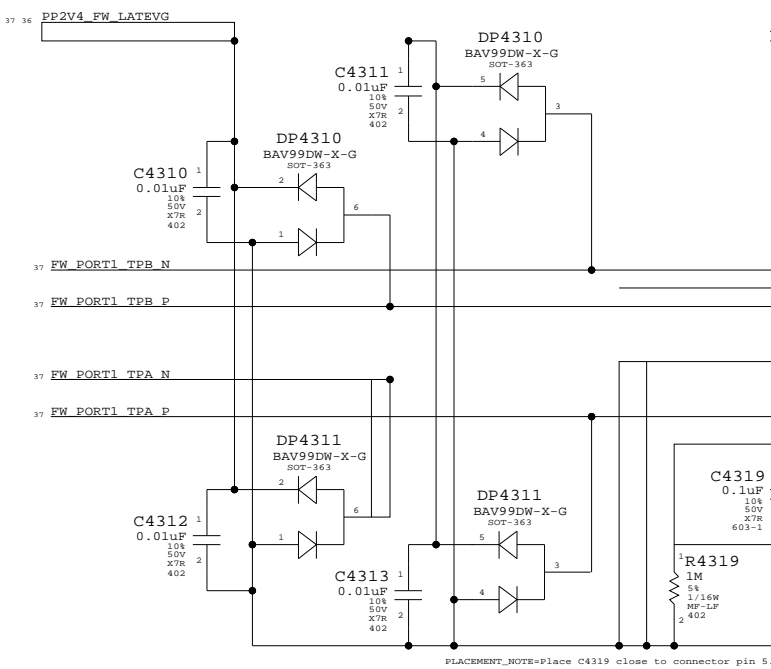 37 36 PP2V4_FW_LATEVG
DP4310
BAV99DW-X-G
SOT-363
C4311
0.01uF
10%
50V
X7R
402
1
2
5
4
3
DP4310
BAV99DW-X-G
SOT-363
C4310
0.01uF
10%
50V
X7R
402
1
2
2
1
6
37 FW_PORT1_TPB_N
37 FW_PORT1_TPB_P
37 FW_PORT1_TPA_N
37 FW_PORT1_TPA_P
DP4311
BAV99DW-X-G
SOT-363
C4312
0.01uF
10%
50V
X7R
402
1
2
2
1
6
DP4311
BAV99DW-X-G
SOT-363
C4313
0.01uF
10%
50V
X7R
402
1
2
5
4
3
C4319
0.1uF
10%
50V
X7R
603-1
R4319
1M
5%
1/16W
MF-LF
402
1
2
PLACEMENT_NOTE=Place C4319 close to connector pin 5.